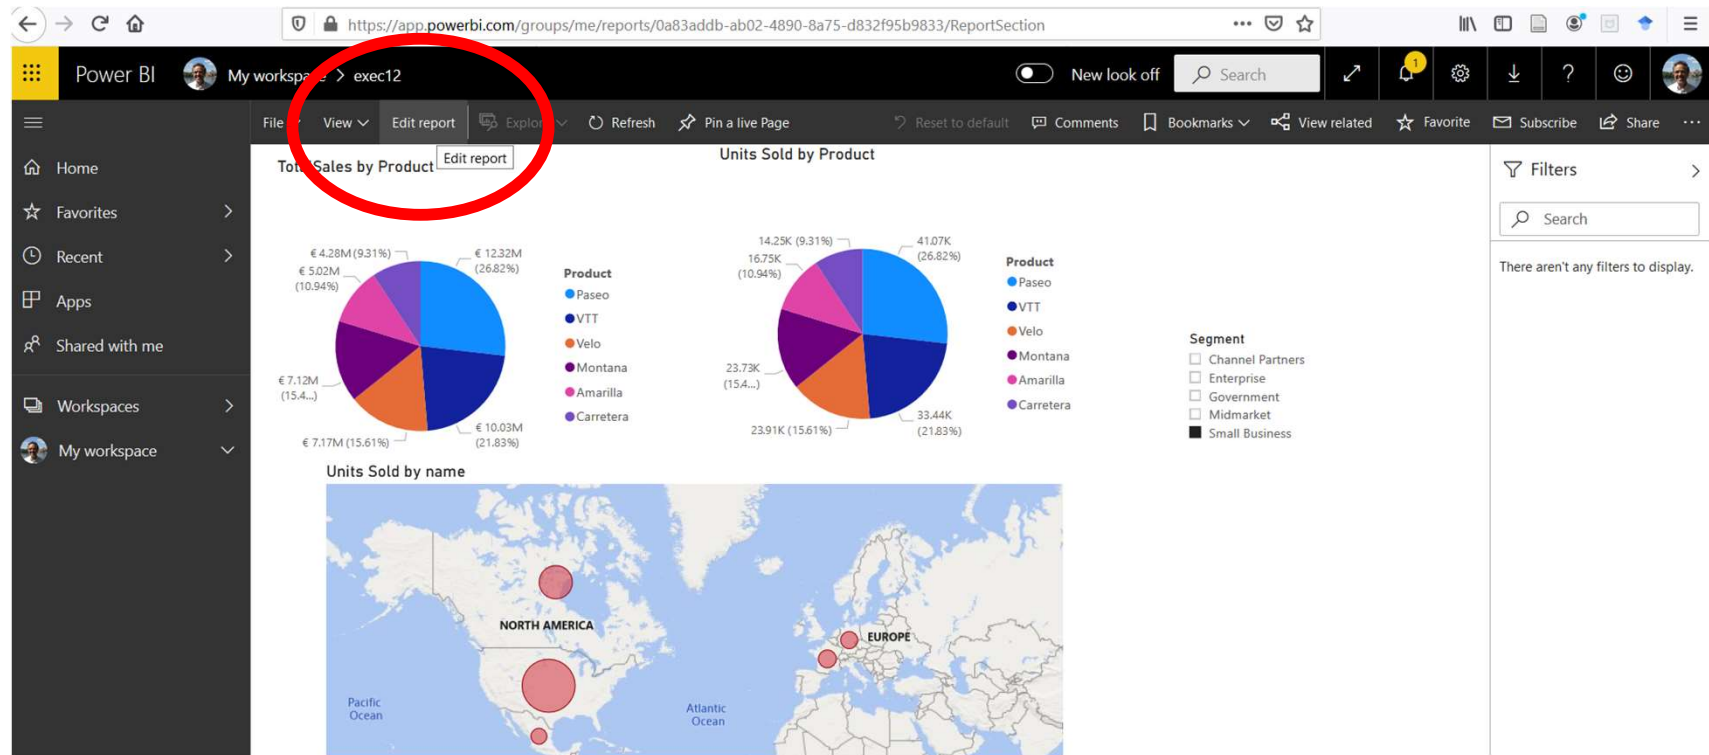 https://app.powerbi.com/groups/me/reports/0a83addb-ab02-4890-8a75-d832f95b9833/ReportSection
Power BI
My workspace > exec12
New look off
Search
1
File
View
Edit report
Explore
Refresh
Pin a live Page
Reset to default
Comments
Bookmarks
View related
Favorite
Subscribe
Share
Edit report
Home
Favorites
Recent
Apps
Shared with me
Workspaces
My workspace
Total Sales by Product
€ 4.28M (9.31%)
€ 12.32M
(26.82%)
€ 5.02M
(10.94%)
€ 7.12M
(15.4...)
€ 7.17M (15.61%)
€ 10.03M
(21.83%)
Product
Paseo
VTT
Velo
Montana
Amarilla
Carretera
Units Sold by Product
14.25K (9.31%)
41.07K
(26.82%)
16.75K
(10.94%)
23.73K
(15.4...)
23.91K (15.61%)
33.44K
(21.83%)
Product
Paseo
VTT
Velo
Montana
Amarilla
Carretera
Segment
Channel Partners
Enterprise
Government
Midmarket
Small Business
Filters
Search
There aren't any filters to display.
Units Sold by name
NORTH AMERICA
EUROPE
Pacific
Ocean
Atlantic
Ocean